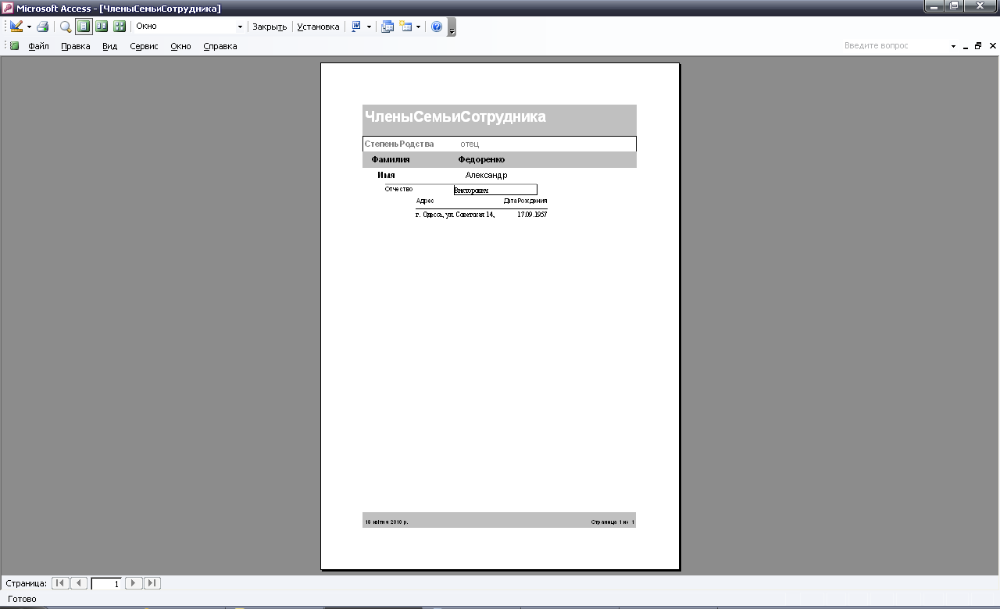 Microsoft Access - [ЧленыСемьиСотрудника]
Окно Закрыть Установка
Файл Правка Вид Сервис Окно Справка Введите вопрос
ЧленыСемьиСотрудника
СтепеньРодства отец
Фамилия Федоренко
Имя Александр
Отчество Викторович
Адрес ДатаРождения
г. Одесса, ул. Советская 14, 17.09.1957
18 квітня 2010 р. Страница 1 из 1
Страница: 1
Готово